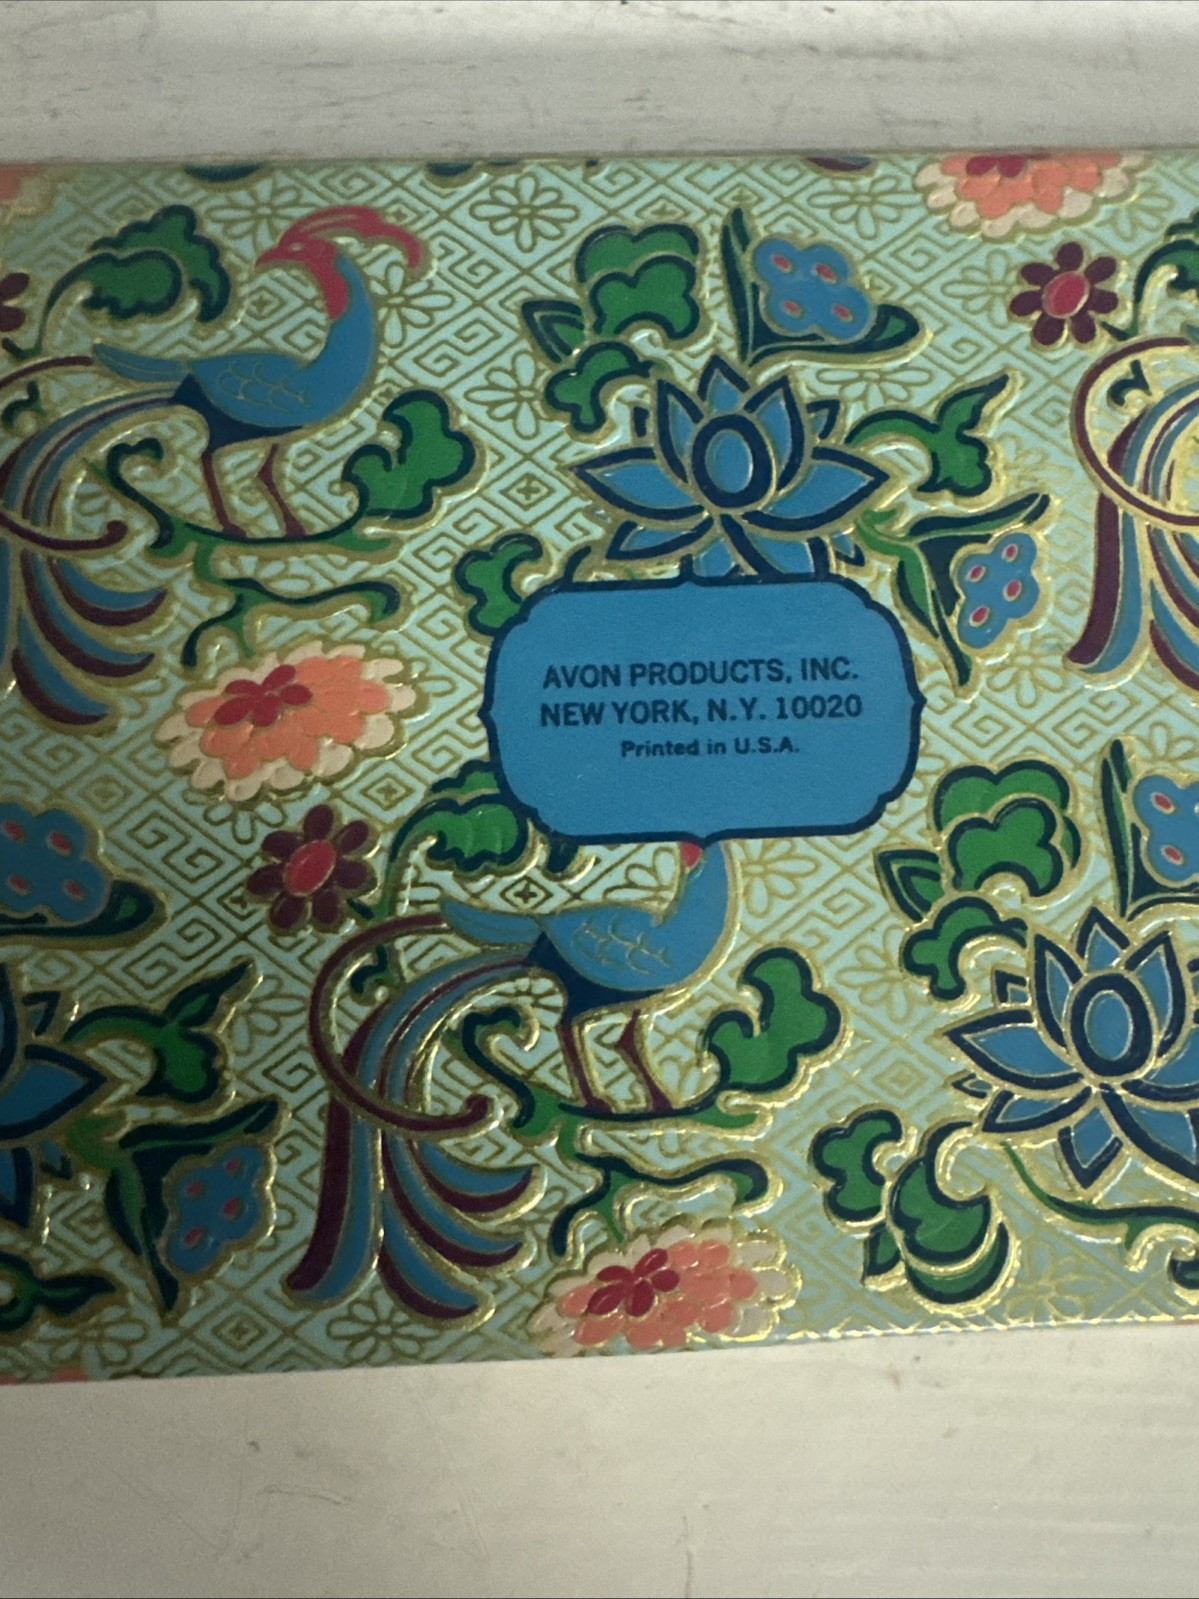 AVON PRODUCTS, INC.
NEW YORK, N.Y. 10020
Printed in U.S.A.